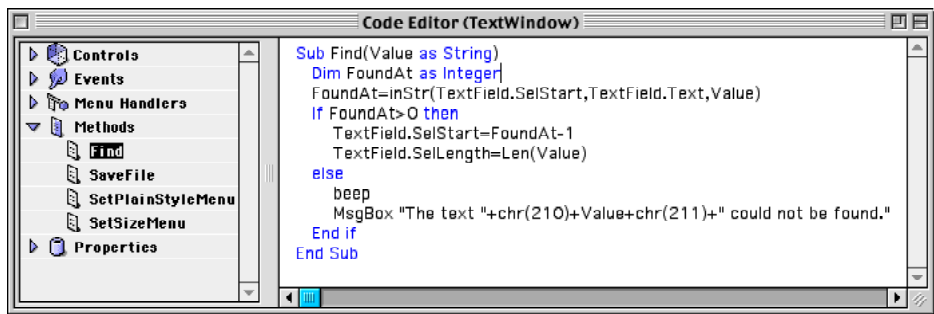 Code Editor (TextWindow)
Controls
Events
Menu Handlers
Methods
Find
SaveFile
SetPlainStyleMenu
SetSizeMenu
Properties
Sub Find(Value as String)
Dim FoundAt as Integer
FoundAt=inStr(TextField.SelStart,TextField.Text,Value)
If FoundAt>0 then
TextField.SelStart=FoundAt-1
TextField.SelLength=Len(Value)
else
beep
MsgBox "The text "+chr(210)+Value+chr(211)+" could not be found."
End if
End Sub